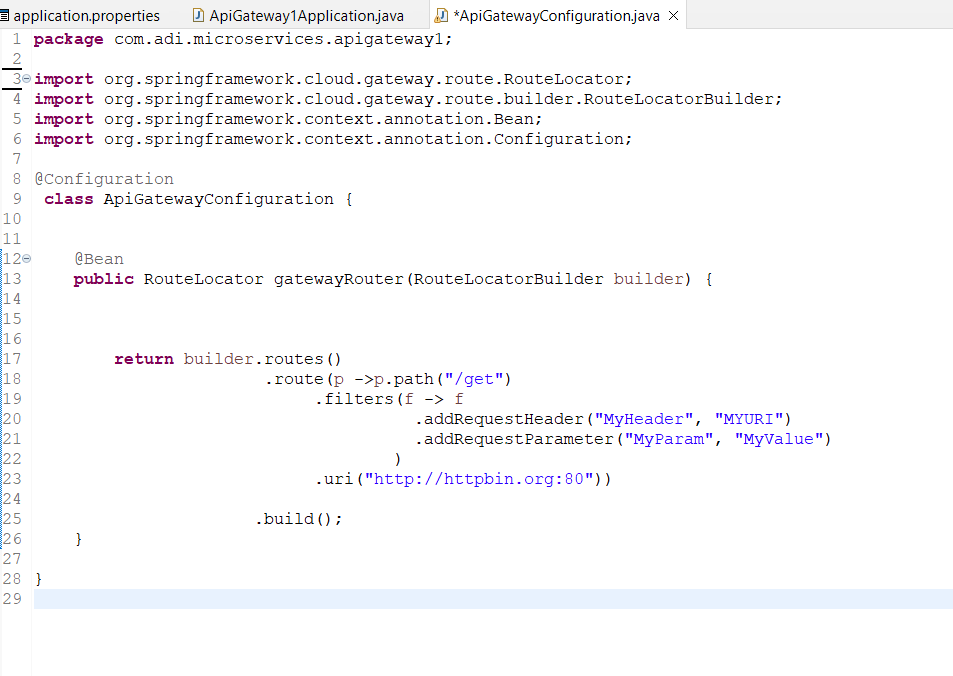 application.properties ApiGateway1Application.java *ApiGatewayConfiguration.java
1 package com.adi.microservices.apigateway1;
2
3 import org.springframework.cloud.gateway.route.RouteLocator;
4 import org.springframework.cloud.gateway.route.builder.RouteLocatorBuilder;
5 import org.springframework.context.annotation.Bean;
6 import org.springframework.context.annotation.Configuration;
7
8 @Configuration
9 class ApiGatewayConfiguration {
10
11
12 @Bean
13 public RouteLocator gatewayRouter(RouteLocatorBuilder builder) {
14
15
16
17 return builder.routes()
18 .route(p ->p.path("/get")
19 .filters(f -> f
20 .addRequestHeader("MyHeader", "MYURI")
21 .addRequestParameter("MyParam", "MyValue")
22 )
23 .uri("http://httpbin.org:80"))
24
25 .build();
26 }
27
28 }
29